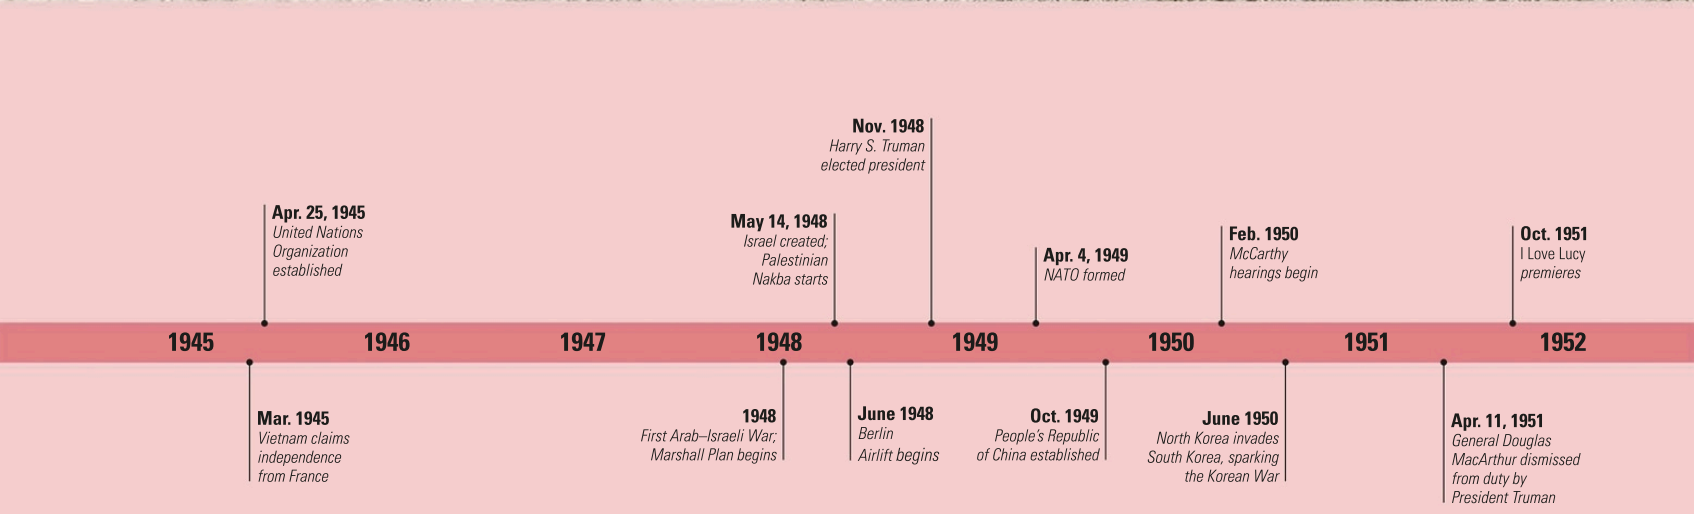 Nov. 1948
Harry S. Truman
elected president
Apr. 25, 1945
United Nations
Organization
established
May 14, 1948
Israel created;
Palestinian
Nakba starts
Apr. 4, 1949
NATO formed
Feb. 1950
McCarthy
hearings begin
Oct. 1951
I Love Lucy
premieres
1945 1946 1947 1948 1949 1950 1951 1952
Mar. 1945
Vietnam claims
independence
from France
1948
First Arab–Israeli War;
Marshall Plan begins
June 1948
Berlin
Airlift begins
Oct. 1949
People’s Republic
of China established
June 1950
North Korea invades
South Korea, sparking
the Korean War
Apr. 11, 1951
General Douglas
MacArthur dismissed
from duty by
President Truman